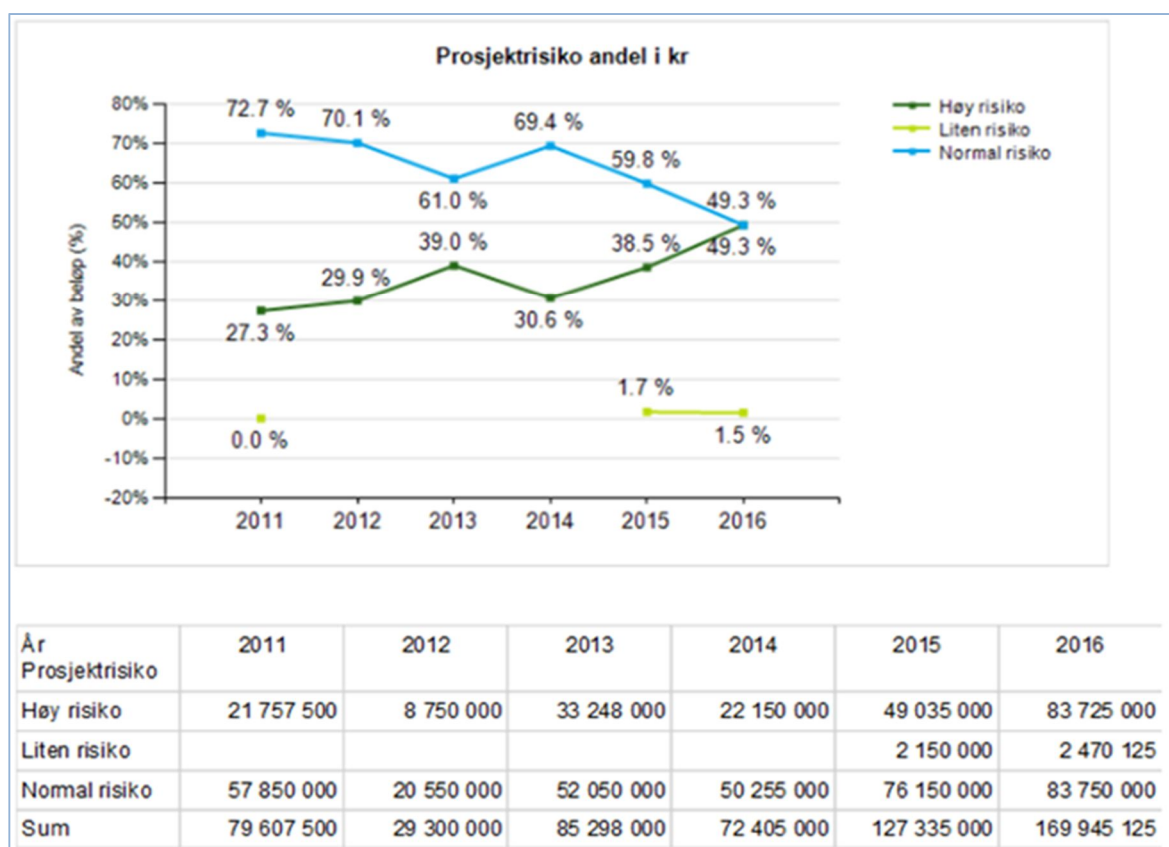 Prosjektrisiko andel i kr
Andel av beløp (%)
80%
70%
60%
50%
40%
30%
20%
10%
0%
-10%
-20%
72.7 %
70.1 %
61.0 %
69.4 %
59.8 %
49.3 %
27.3 %
29.9 %
39.0 %
30.6 %
38.5 %
49.3 %
0.0 %
1.7 %
1.5 %
2011 2012 2013 2014 2015 2016
Høy risiko
Liten risiko
Normal risiko
År 2011 2012 2013 2014 2015 2016
Prosjektrisiko
Høy risiko 21 757 500 8 750 000 33 248 000 22 150 000 49 035 000 83 725 000
Liten risiko 2 150 000 2 470 125
Normal risiko 57 850 000 20 550 000 52 050 000 50 255 000 76 150 000 83 750 000
Sum 79 607 500 29 300 000 85 298 000 72 405 000 127 335 000 169 945 125